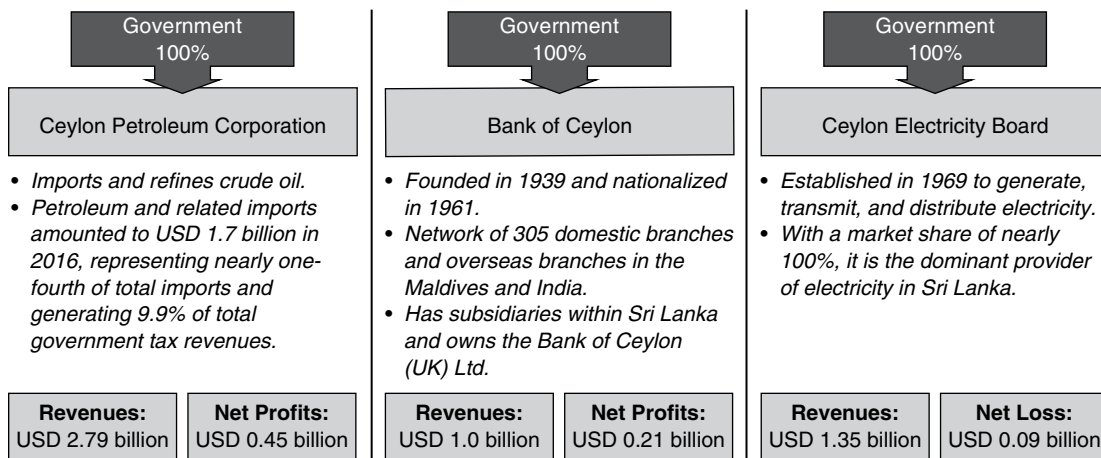 Government
100%
Ceylon Petroleum Corporation
• Imports and refines crude oil.
• Petroleum and related imports
amounted to USD 1.7 billion in
2016, representing nearly one-
fourth of total imports and
generating 9.9% of total
government tax revenues.
Revenues:
USD 2.79 billion
Net Profits:
USD 0.45 billion
Government
100%
Bank of Ceylon
• Founded in 1939 and nationalized
in 1961.
• Network of 305 domestic branches
and overseas branches in the
Maldives and India.
• Has subsidiaries within Sri Lanka
and owns the Bank of Ceylon
(UK) Ltd.
Revenues:
USD 1.0 billion
Net Profits:
USD 0.21 billion
Government
100%
Ceylon Electricity Board
• Established in 1969 to generate,
transmit, and distribute electricity.
• With a market share of nearly
100%, it is the dominant provider
of electricity in Sri Lanka.
Revenues:
USD 1.35 billion
Net Loss:
USD 0.09 billion